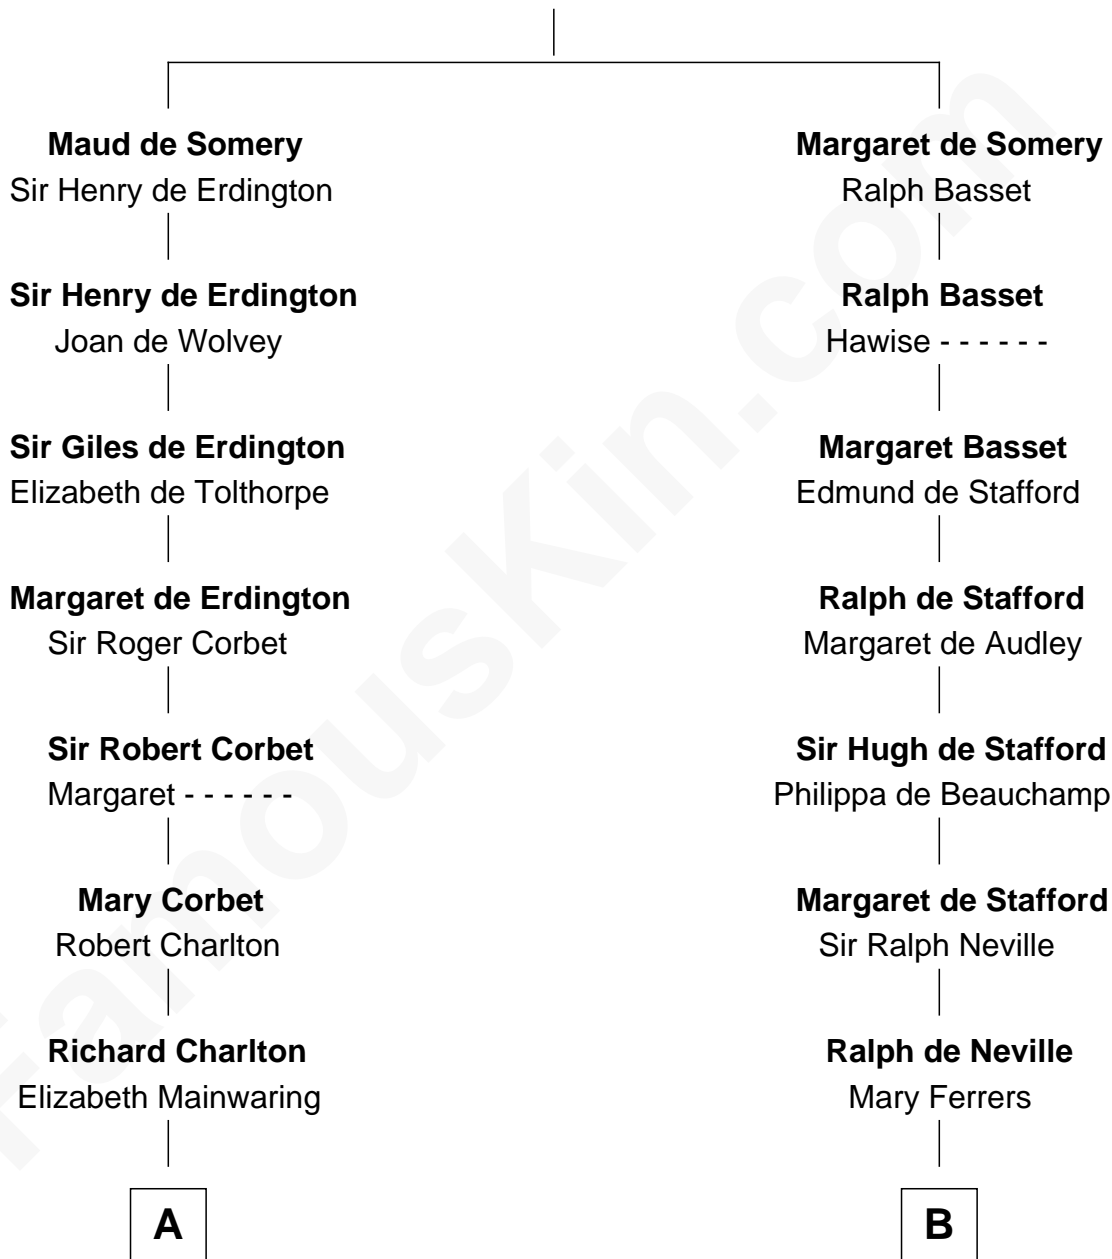 Maud de Somery
Sir Henry de Erdington
Sir Henry de Erdington
Joan de Wolvey
Sir Giles de Erdington
Elizabeth de Tolthorpe
Margaret de Erdington
Sir Roger Corbet
Sir Robert Corbet
Margaret - - - - - -
Mary Corbet
Robert Charlton
Richard Charlton
Elizabeth Mainwaring
A
Margaret de Somery
Ralph Basset
Ralph Basset
Hawise - - - - - -
Margaret Basset
Edmund de Stafford
Ralph de Stafford
Margaret de Audley
Sir Hugh de Stafford
Philippa de Beauchamp
Margaret de Stafford
Sir Ralph Neville
Ralph de Neville
Mary Ferrers
B
FamousKin.com